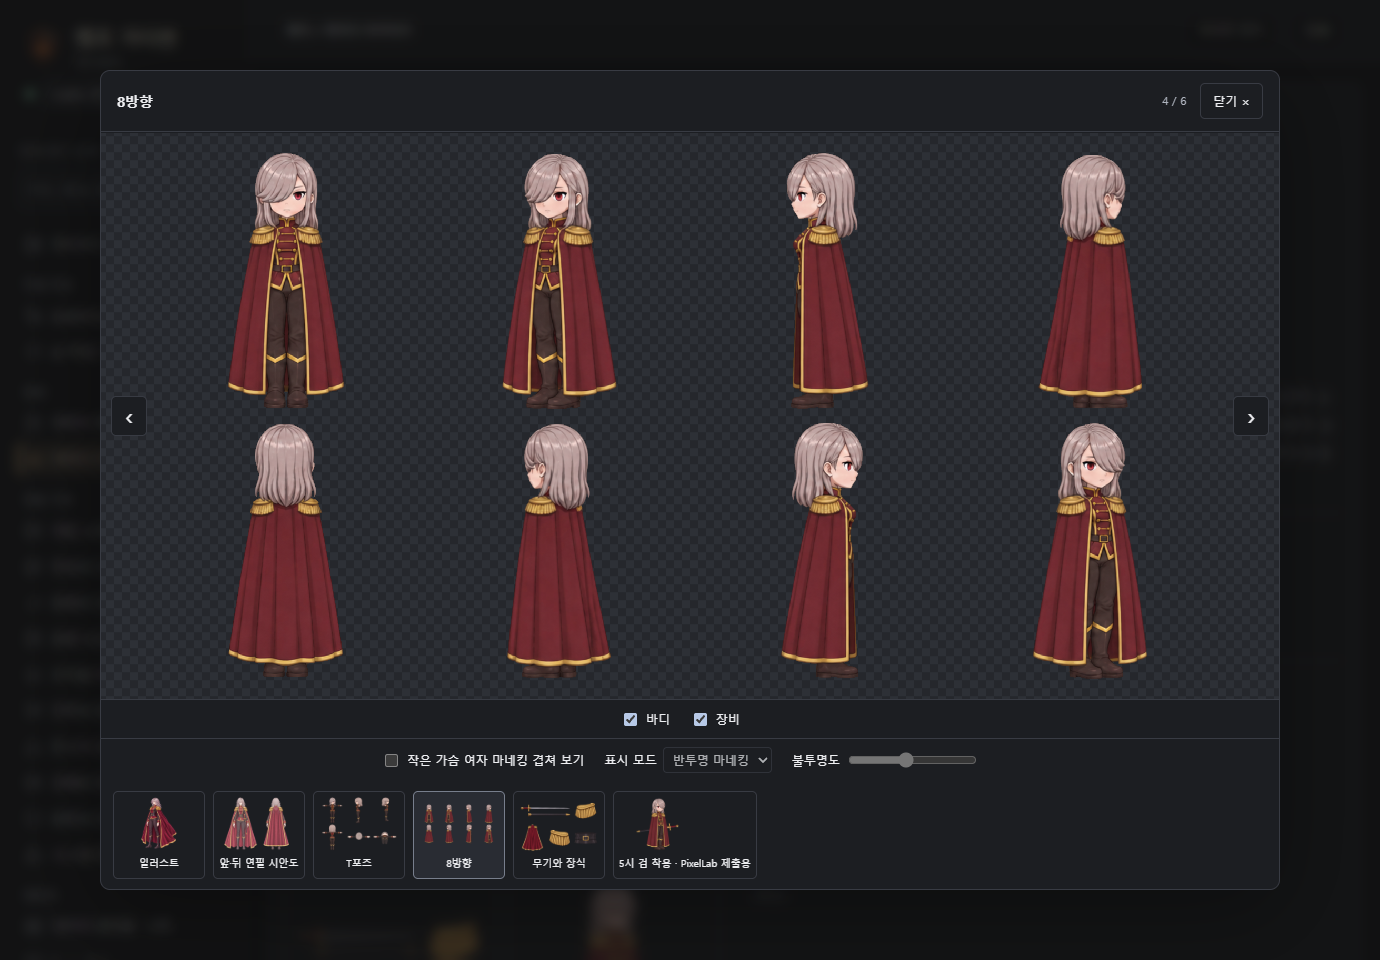 8방향
4 / 6
닫기 ×
‹
›
바디
장비
작은 가슴 여자 마네킹 겹쳐 보기
표시 모드
반투명 마네킹
불투명도
일러스트
앞·뒤 연필 시안도
T포즈
8방향
무기와 장식
5시 검 착용 · PixelLab 제출용